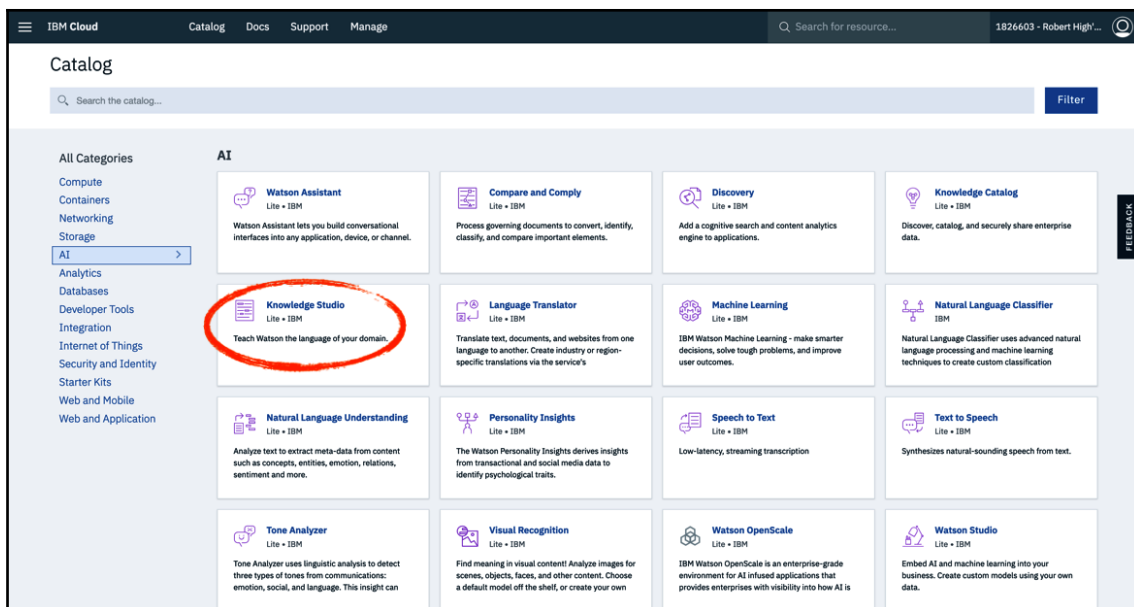 IBM Cloud
Catalog
Docs
Support
Manage
Search for resource...
1826603 - Robert High'...
Catalog
Search the catalog...
Filter
All Categories
Compute
Containers
Networking
Storage
AI
Analytics
Databases
Developer Tools
Integration
Internet of Things
Security and Identity
Starter Kits
Web and Mobile
Web and Application
AI
Watson Assistant
Lite • IBM
Watson Assistant lets you build conversational
interfaces into any application, device, or channel.
Compare and Comply
Lite • IBM
Process governing documents to convert, identify,
classify, and compare important elements.
Discovery
Lite • IBM
Add a cognitive search and content analytics
engine to applications.
Knowledge Catalog
Lite • IBM
Discover, catalog, and securely share enterprise
data.
Knowledge Studio
Lite • IBM
Teach Watson the language of your domain.
Language Translator
Lite • IBM
Translate text, documents, and websites from one
language to another. Create industry or region-
specific translations via the service's
Machine Learning
Lite • IBM
IBM Watson Machine Learning - make smarter
decisions, solve tough problems, and improve
user outcomes.
Natural Language Classifier
IBM
Natural Language Classifier uses advanced natural
language processing and machine learning
techniques to create custom classification
Natural Language Understanding
Lite • IBM
Analyze text to extract meta-data from content
such as concepts, entities, emotion, relations,
sentiment and more.
Personality Insights
Lite • IBM
The Watson Personality Insights derives insights
from transactional and social media data to
identify psychological traits.
Speech to Text
Lite • IBM
Low-latency, streaming transcription
Text to Speech
Lite • IBM
Synthesizes natural-sounding speech from text.
Tone Analyzer
Lite • IBM
Tone Analyzer uses linguistic analysis to detect
three types of tones from communications:
emotion, social, and language. This insight can
Visual Recognition
Lite • IBM
Find meaning in visual content! Analyze images for
scenes, objects, faces, and other content. Choose
a default model off the shelf, or create your own
Watson OpenScale
Lite • IBM
IBM Watson OpenScale is an enterprise-grade
environment for AI infused applications that
provides enterprises with visibility into how AI is
Watson Studio
Lite • IBM
Embed AI and machine learning into your
business. Create custom models using your own
data.
FEEDBACK